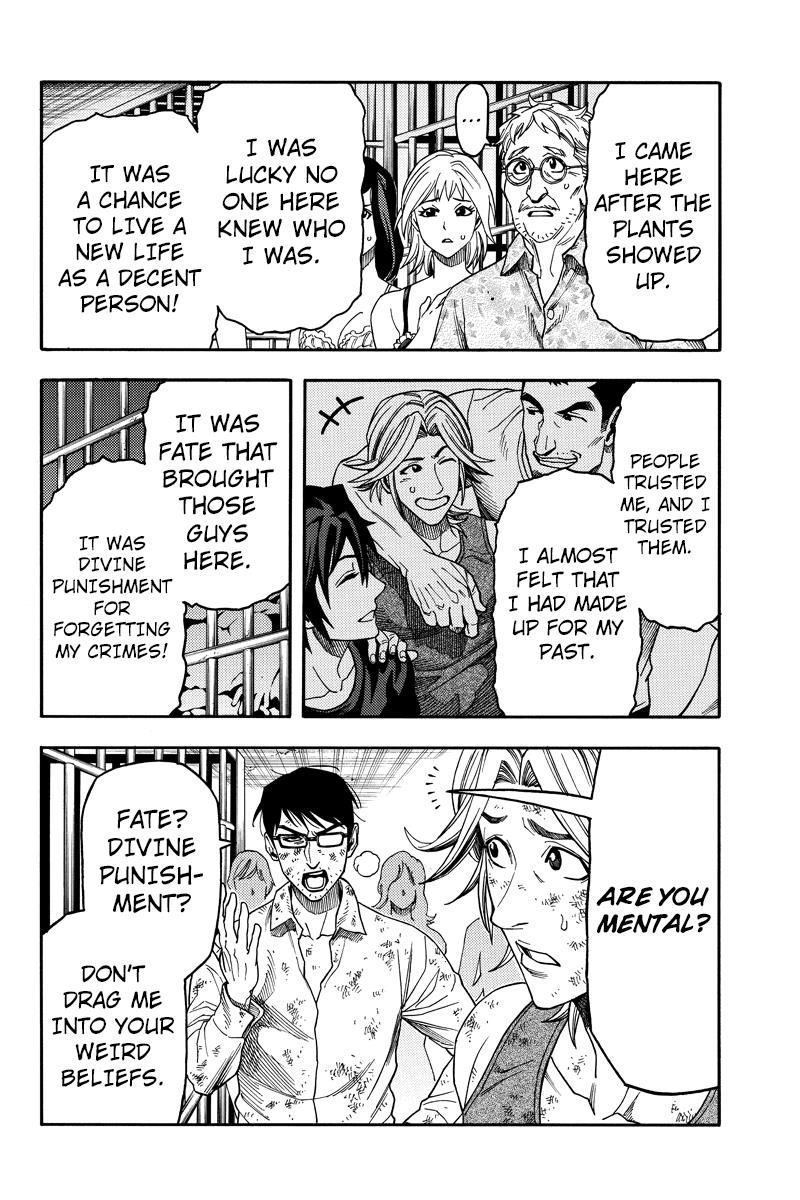 I CAME
HERE
AFTER THE
PLANTS
SHOWED
UP.
...
I WAS
LUCKY NO
ONE HERE
KNEW WHO
I WAS.
IT WAS
A CHANCE
TO LIVE A
NEW LIFE
AS A DECENT
PERSON!
PEOPLE
TRUSTED
ME, AND I
TRUSTED
THEM.
I ALMOST
FELT THAT
I HAD MADE
UP FOR MY
PAST.
IT WAS
FATE THAT
BROUGHT
THOSE
GUYS
HERE.
IT WAS
DIVINE
PUNISHMENT
FOR
FORGETTING
MY CRIMES!
ARE YOU
MENTAL?
FATE?
DIVINE
PUNISH-
MENT?
DON'T
DRAG ME
INTO YOUR
WEIRD
BELIEFS.